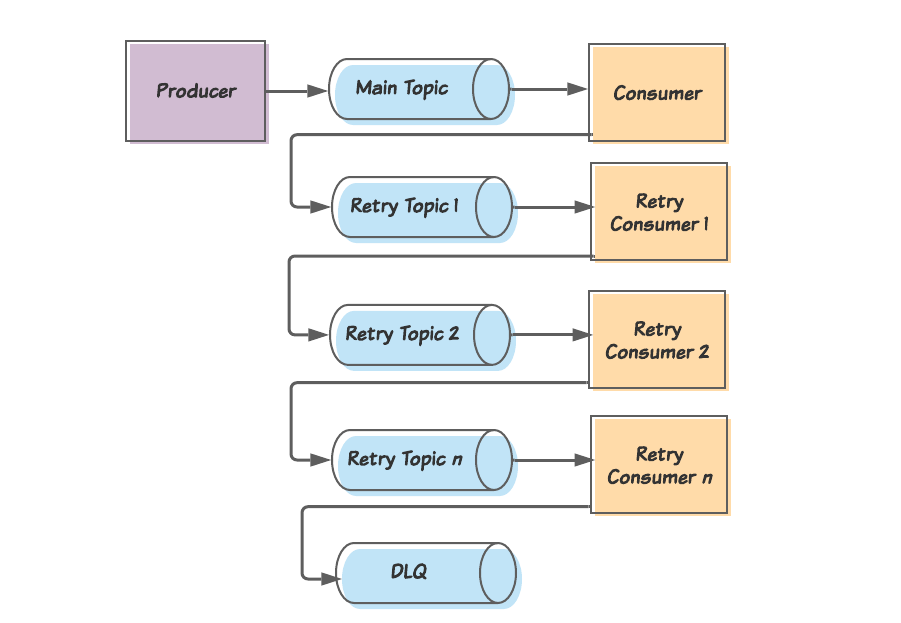 Producer
Main Topic
Consumer
Retry Topic 1
Retry
Consumer 1
Retry Topic 2
Retry
Consumer 2
Retry Topic n
Retry
Consumer n
DLQ